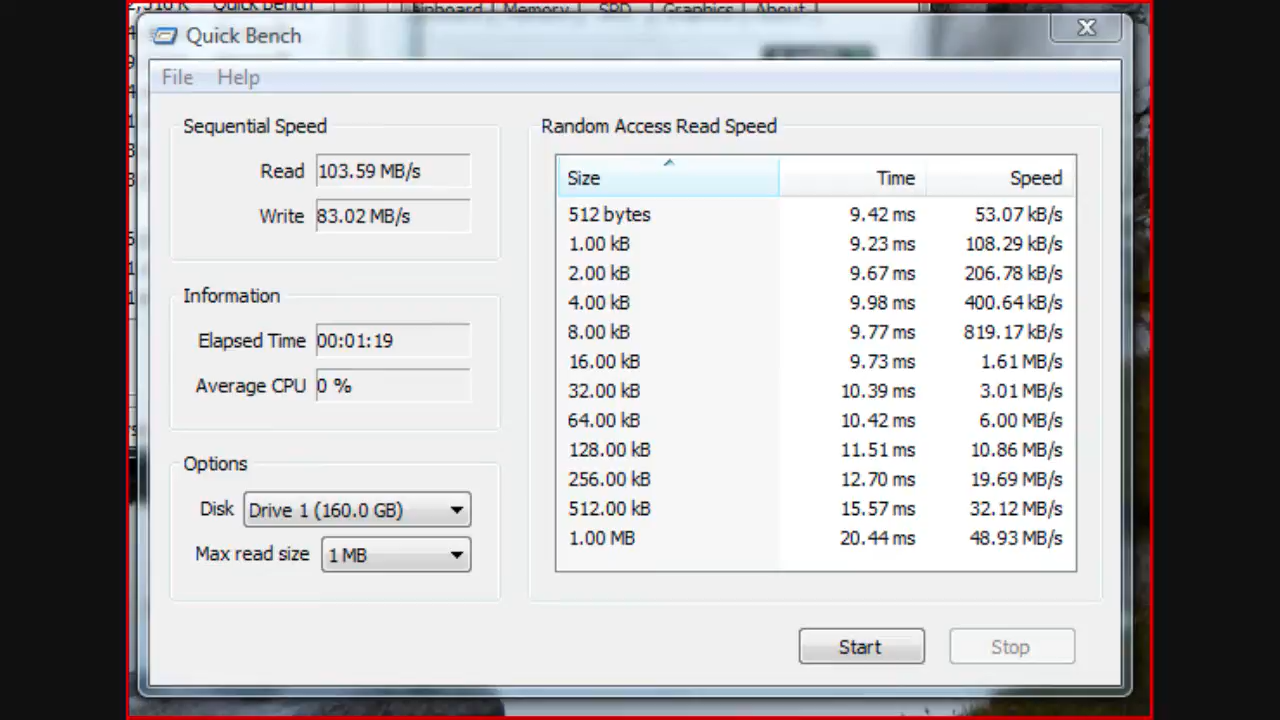 Quick Bench
Memory
Graphics
About
Quick Bench
File Help
Sequential Speed
Read 103.59 MB/s
Write 83.02 MB/s
Information
Elapsed Time 00:01:19
Average CPU 0 %
Options
Disk Drive 1 (160.0 GB)
Max read size 1 MB
Random Access Read Speed
Size Time Speed
512 bytes 9.42 ms 53.07 kB/s
1.00 kB 9.23 ms 108.29 kB/s
2.00 kB 9.67 ms 206.78 kB/s
4.00 kB 9.98 ms 400.64 kB/s
8.00 kB 9.77 ms 819.17 kB/s
16.00 kB 9.73 ms 1.61 MB/s
32.00 kB 10.39 ms 3.01 MB/s
64.00 kB 10.42 ms 6.00 MB/s
128.00 kB 11.51 ms 10.86 MB/s
256.00 kB 12.70 ms 19.69 MB/s
512.00 kB 15.57 ms 32.12 MB/s
1.00 MB 20.44 ms 48.93 MB/s
Start Stop